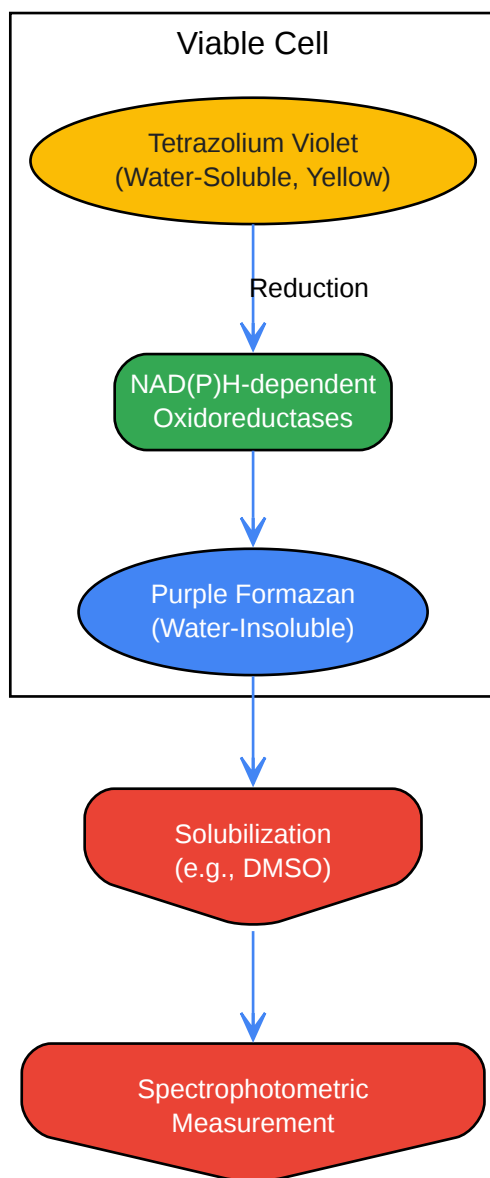 Viable Cell
Tetrazolium Violet
(Water-Soluble, Yellow)
Reduction
NAD(P)H-dependent
Oxidoreductases
Purple Formazan
(Water-Insoluble)
Solubilization
(e.g., DMSO)
Spectrophotometric
Measurement